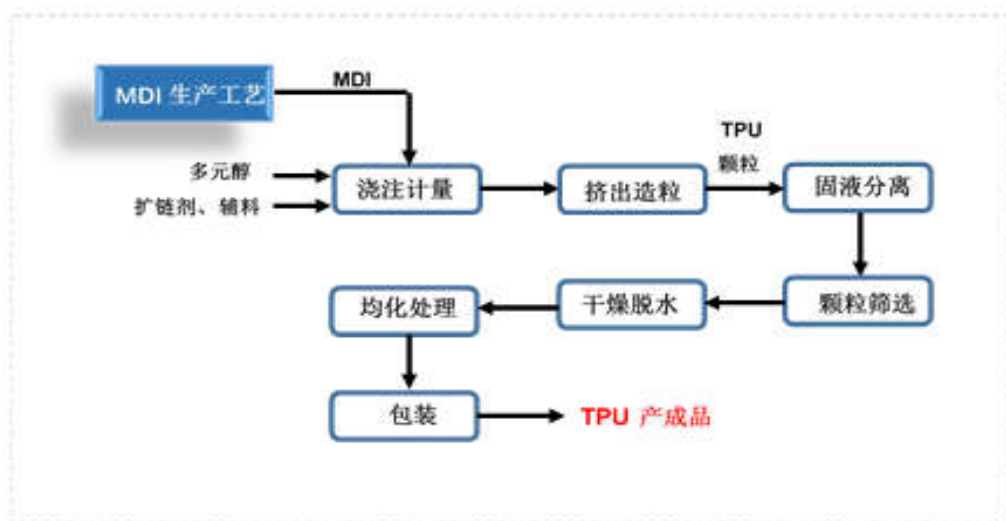 MDI 生产工艺
MDI
多元醇
扩链剂、辅料
浇注计量
挤出造粒
TPU
颗粒
固液分离
颗粒筛选
干燥脱水
均化处理
包装
TPU 产成品